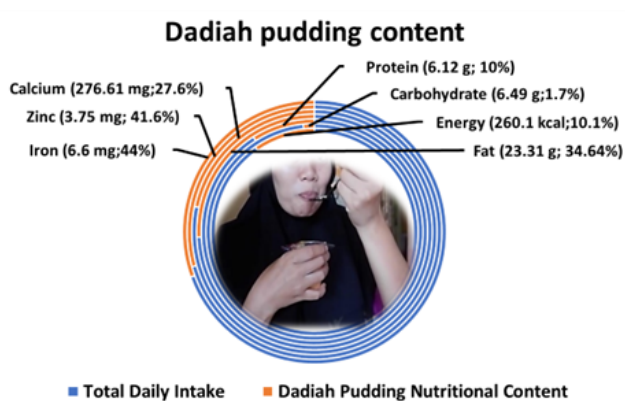 Dadiah pudding content
Calcium (276.61 mg;27.6%)
Zinc (3.75 mg; 41.6%)
Iron (6.6 mg;44%)
Protein (6.12 g; 10%)
Carbohydrate (6.49 g;1.7%)
Energy (260.1 kcal;10.1%)
Fat (23.31 g; 34.64%)
Total Daily Intake
Dadiah Pudding Nutritional Content